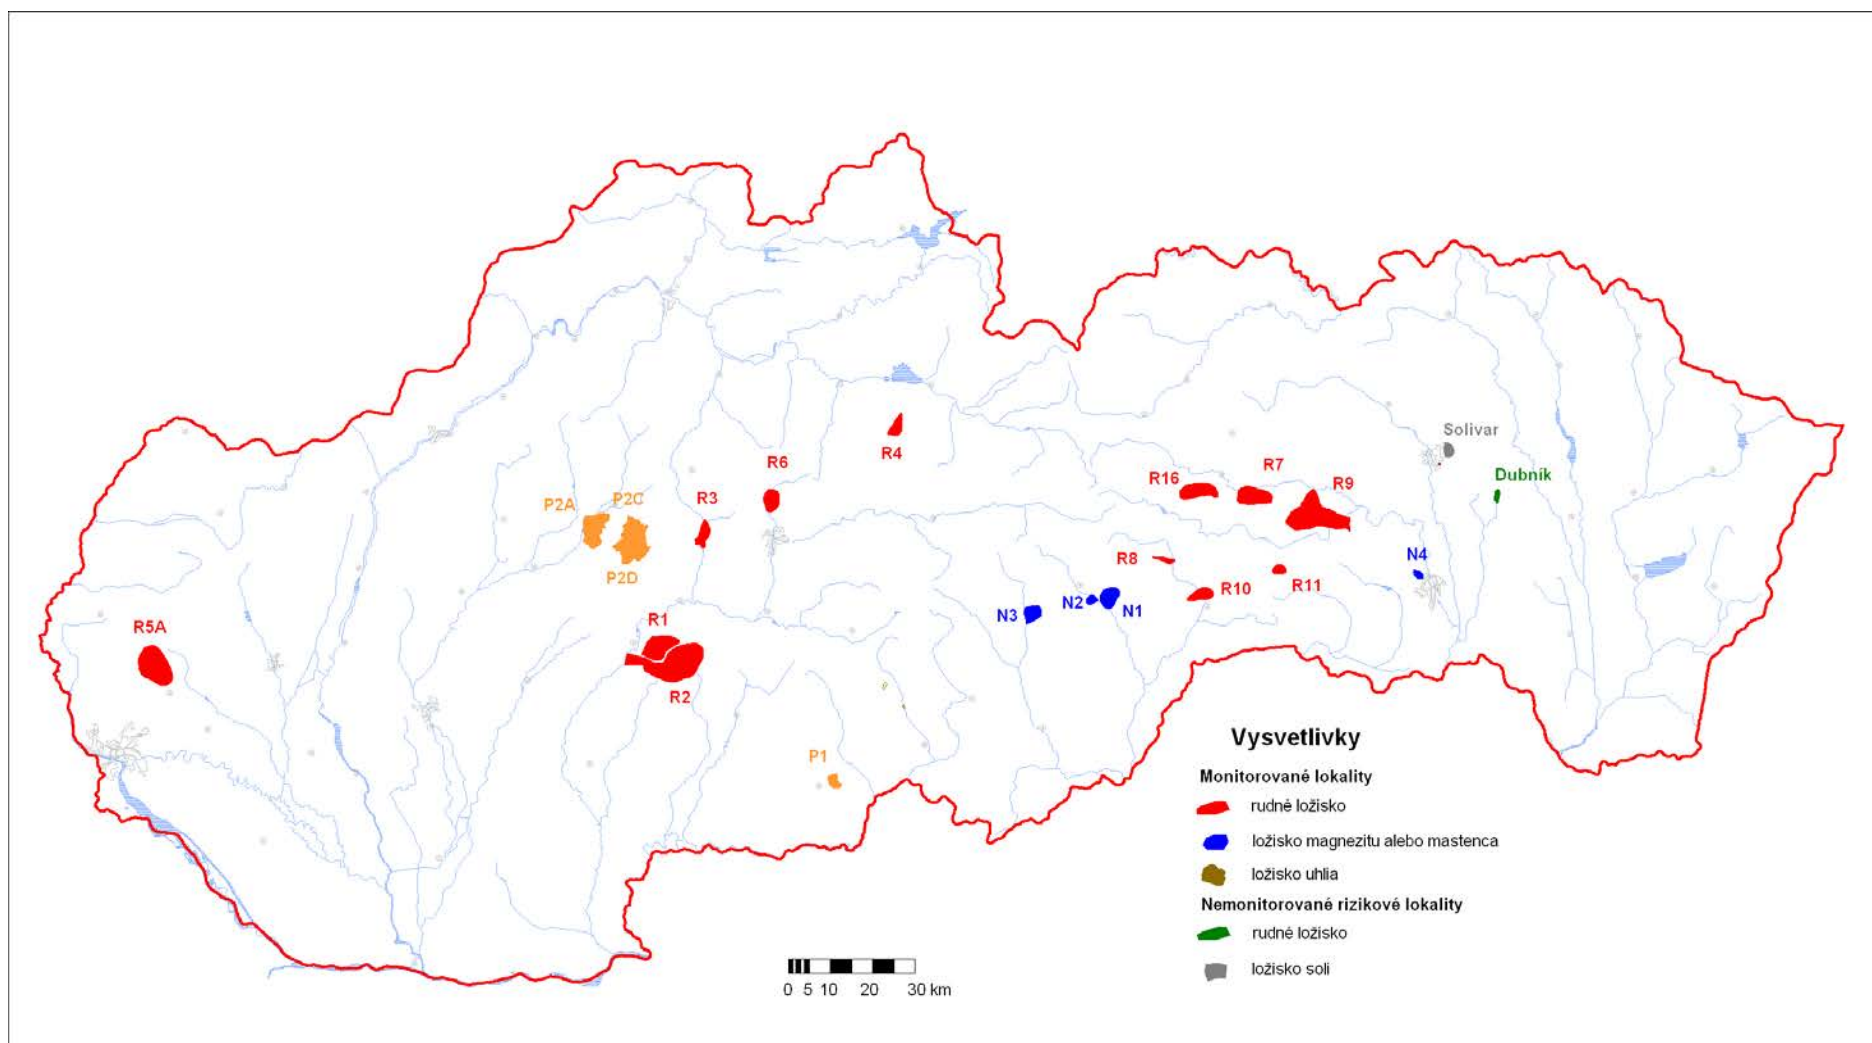 Solivar
R4
R6
R16
R7
R9
Dubník
P2A
P2C
R3
R8
N4
P2D
R11
R10
N3
N2
N1
R5A
R1
R2
P1
Vysvetlivky
Monitorované lokality
rudné ložisko
ložisko magnezitu alebo mastenca
ložisko uhlia
Nemonitorované rizikové lokality
rudné ložisko
ložisko soli
0 5 10 20 30 km